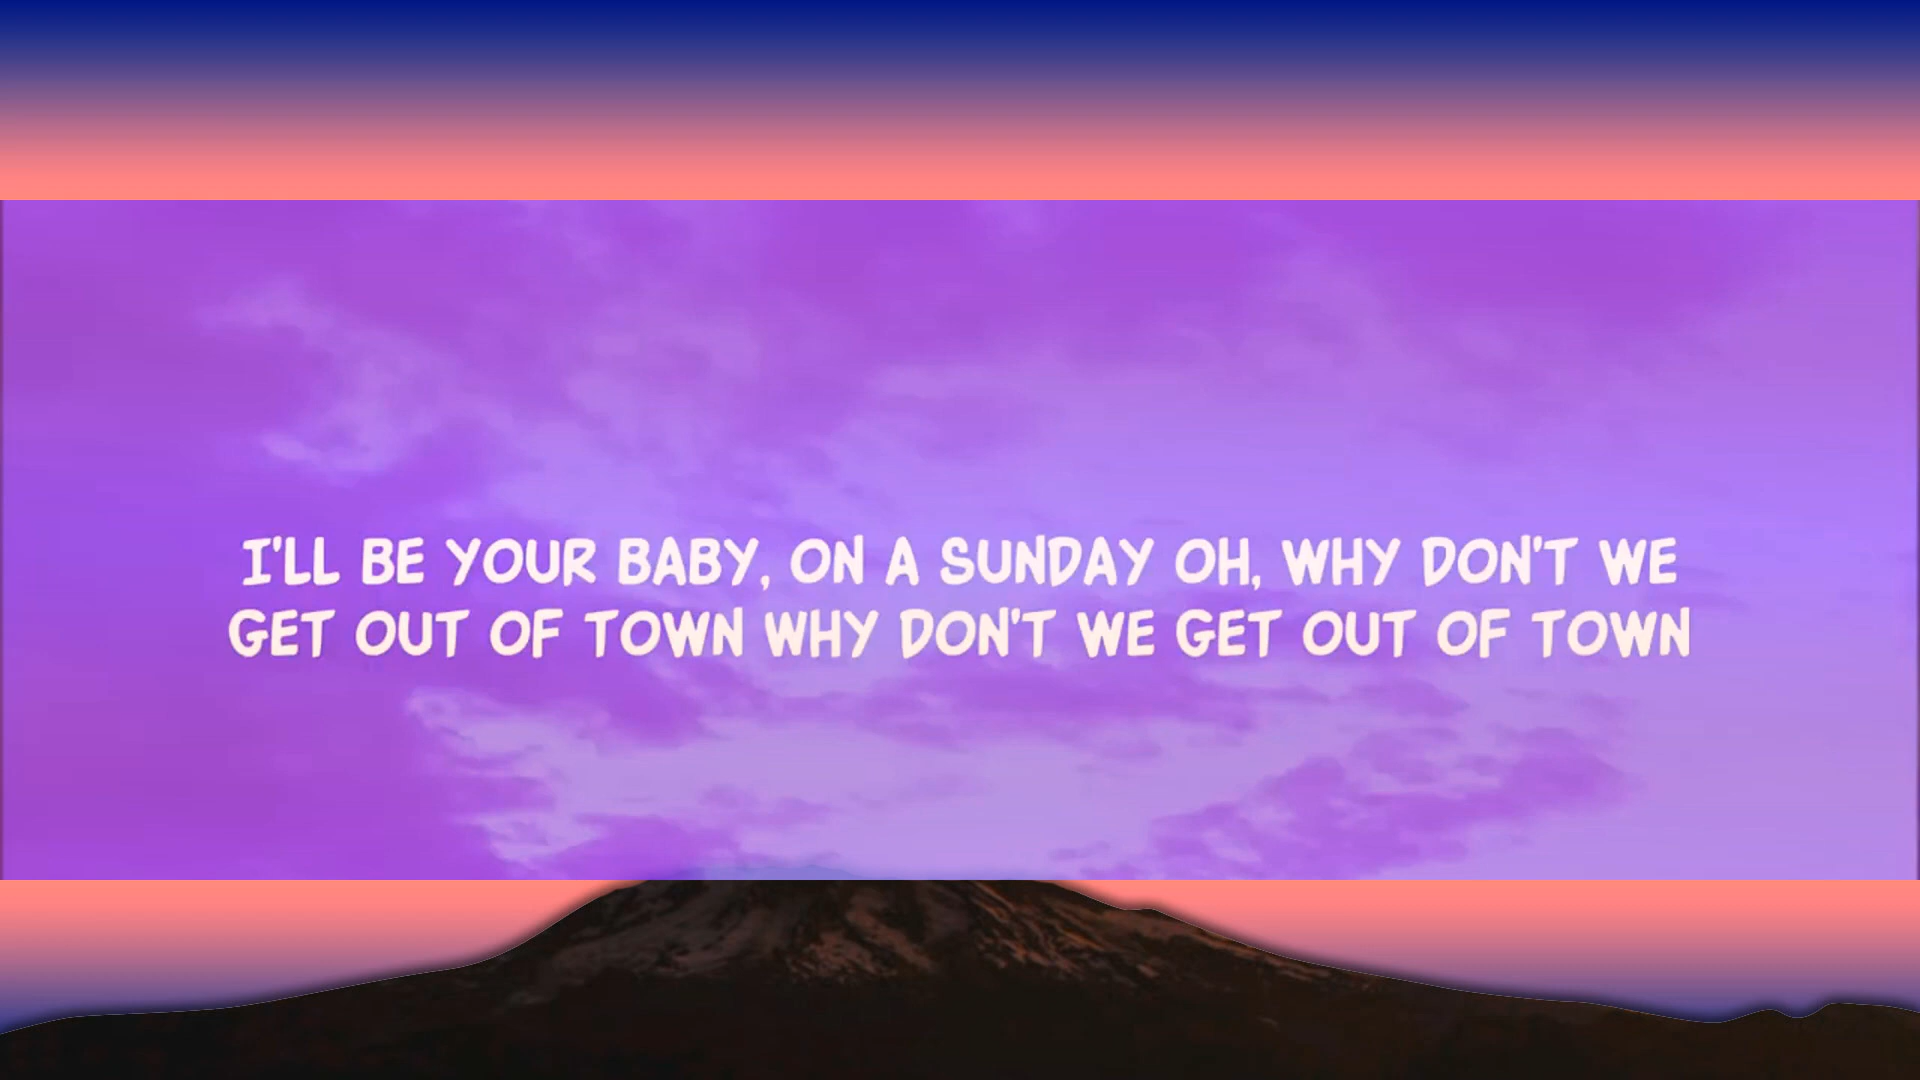 I'LL BE YOUR BABY, ON A SUNDAY OH, WHY DON'T WE
GET OUT OF TOWN WHY DON'T WE GET OUT OF TOWN